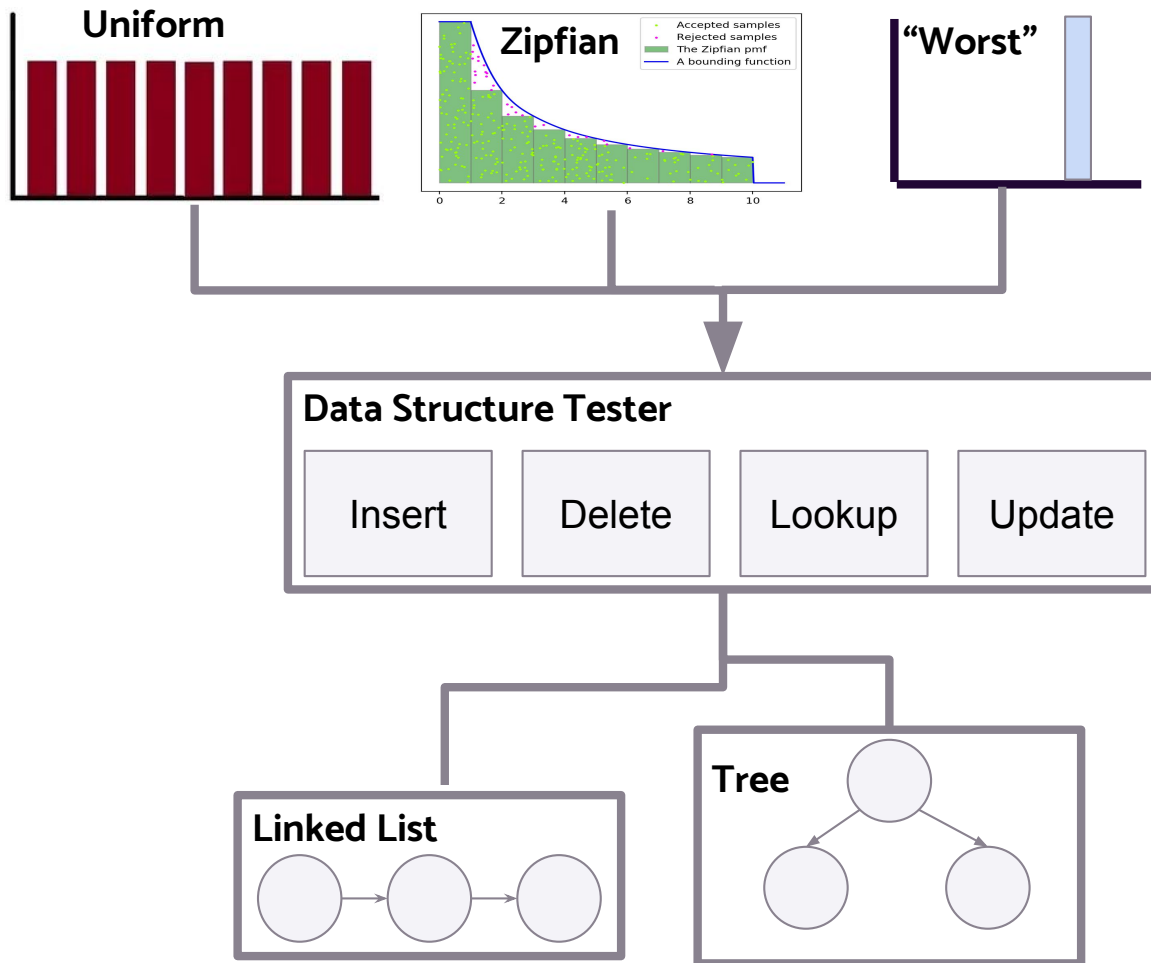 Uniform
Zipfian
“Worst”
Accepted samples
Rejected samples
The Zipfian pmf
A bounding function
0 2 4 6 8 10
Data Structure Tester
Insert Delete Lookup Update
Linked List
Tree